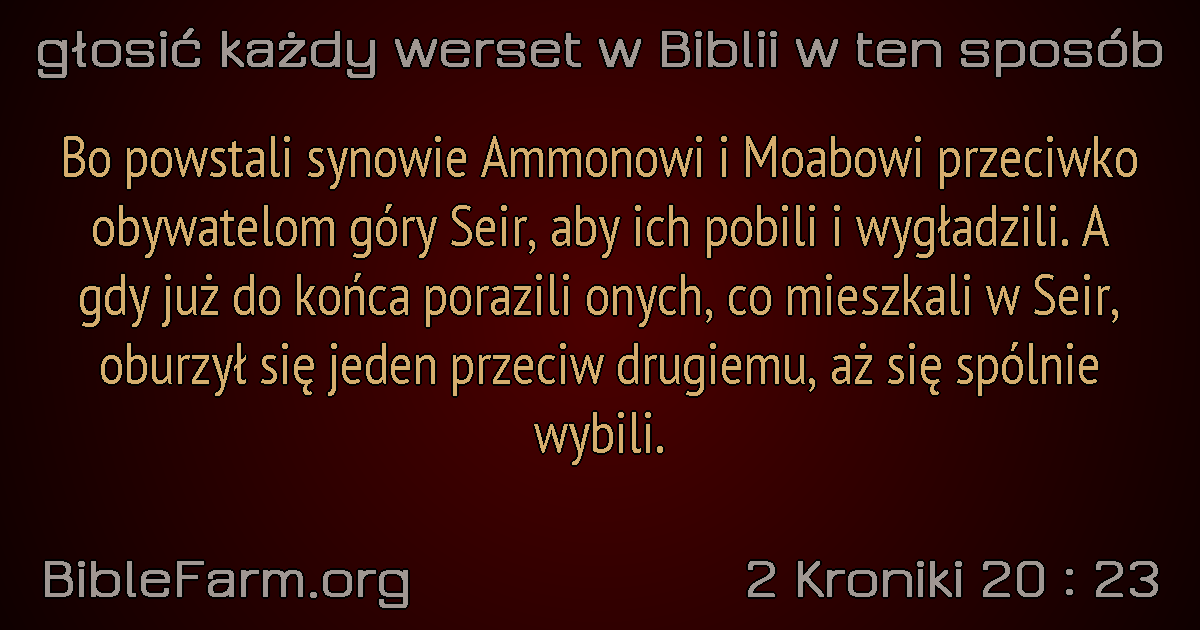 głosić każdy werset w Biblii w ten sposób
Bo powstali synowie Ammonowi i Moabowi przeciwko
obywatelom góry Seir, aby ich pobili i wygładzili. A
gdy już do końca porazili onych, co mieszkali w Seir,
oburzył się jeden przeciw drugiemu, aż się spólnie
wybili.
BibleFarm.org
2 Kroniki 20 : 23